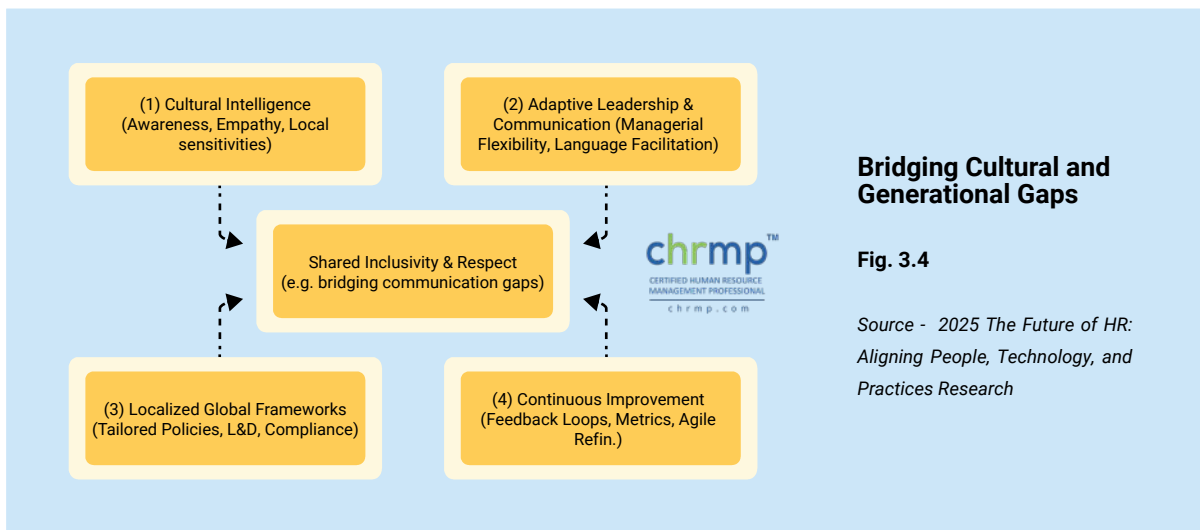 (1) Cultural Intelligence
(Awareness, Empathy, Local
sensitivities)
(2) Adaptive Leadership &
Communication (Managerial
Flexibility, Language Facilitation)
Shared Inclusivity & Respect
(e.g. bridging communication gaps)
(3) Localized Global Frameworks
(Tailored Policies, L&D, Compliance)
(4) Continuous Improvement
(Feedback Loops, Metrics, Agile
Refin.)
chrmp™
CERTIFIED HUMAN RESOURCE
MANAGEMENT PROFESSIONAL
chrmp.com
Bridging Cultural and
Generational Gaps
Fig. 3.4
Source - 2025 The Future of HR:
Aligning People, Technology, and
Practices Research